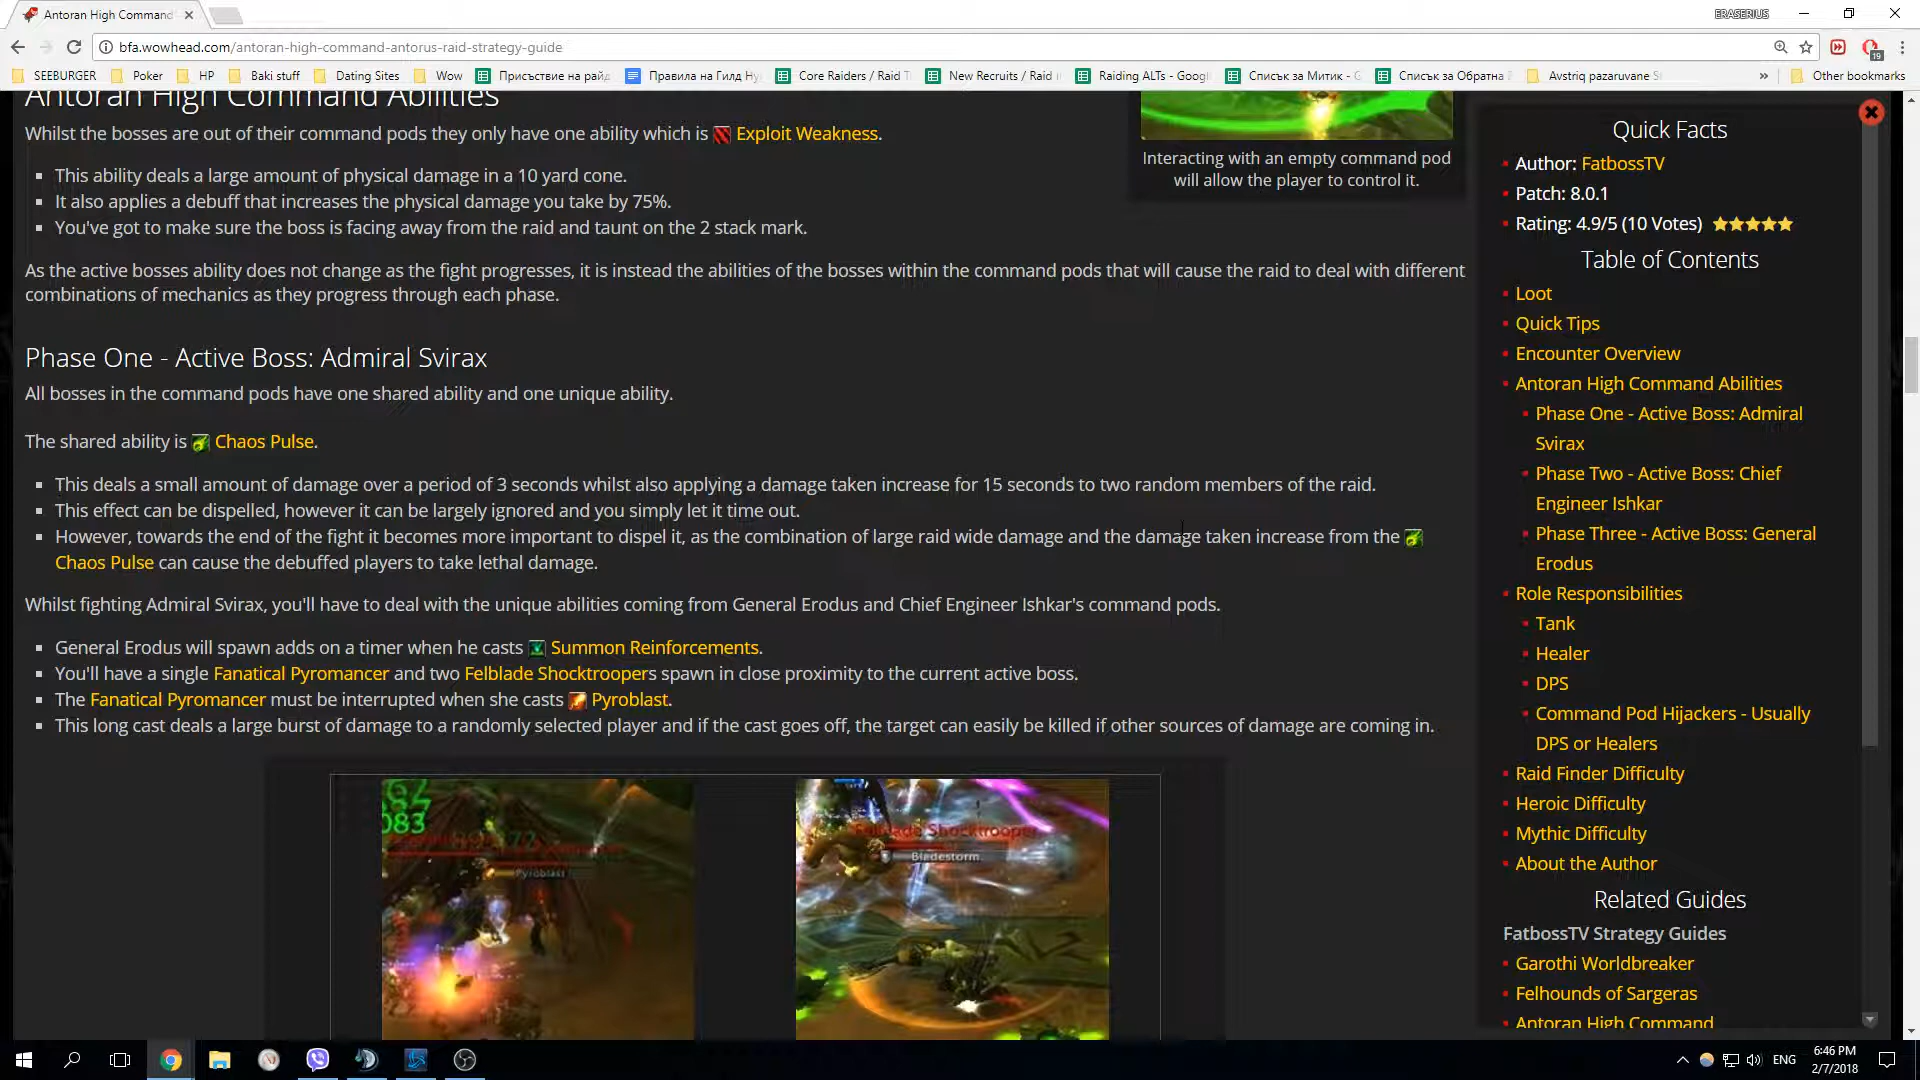 Antoran High Command
ERASERIUS
bfa.wowhead.com/antoran-high-command-antorus-raid-strategy-guide
19
SEEBURGER
Poker
HP
Baki stuff
Dating Sites
Wow
Присъствие на райд
Правила на Гилд Ну
Core Raiders / Raid T
New Recruits / Raid
Raiding ALTs - Googl
Списък за Митик - G
Списък за Обратна
Avstriq pazaruvane
»
Other bookmarks
Antoran High Command Abilities
Whilst the bosses are out of their command pods they only have one ability which is Exploit Weakness.
This ability deals a large amount of physical damage in a 10 yard cone.
It also applies a debuff that increases the physical damage you take by 75%.
You've got to make sure the boss is facing away from the raid and taunt on the 2 stack mark.
As the active bosses ability does not change as the fight progresses, it is instead the abilities of the bosses within the command pods that will cause the raid to deal with different
combinations of mechanics as they progress through each phase.
Interacting with an empty command pod
will allow the player to control it.
Phase One - Active Boss: Admiral Svirax
All bosses in the command pods have one shared ability and one unique ability.
The shared ability is Chaos Pulse.
This deals a small amount of damage over a period of 3 seconds whilst also applying a damage taken increase for 15 seconds to two random members of the raid.
This effect can be dispelled, however it can be largely ignored and you simply let it time out.
However, towards the end of the fight it becomes more important to dispel it, as the combination of large raid wide damage and the damage taken increase from the
Chaos Pulse can cause the debuffed players to take lethal damage.
Whilst fighting Admiral Svirax, you'll have to deal with the unique abilities coming from General Erodus and Chief Engineer Ishkar's command pods.
General Erodus will spawn adds on a timer when he casts Summon Reinforcements.
You'll have a single Fanatical Pyromancer and two Felblade Shocktroopers spawn in close proximity to the current active boss.
The Fanatical Pyromancer must be interrupted when she casts Pyroblast.
This long cast deals a large burst of damage to a randomly selected player and if the cast goes off, the target can easily be killed if other sources of damage are coming in.
083
Pyroblast
Felblade Shocktrooper
Bladestorm
Quick Facts
Author: FatbossTV
Patch: 8.0.1
Rating: 4.9/5 (10 Votes)
Table of Contents
Loot
Quick Tips
Encounter Overview
Antoran High Command Abilities
Phase One - Active Boss: Admiral
Svirax
Phase Two - Active Boss: Chief
Engineer Ishkar
Phase Three - Active Boss: General
Erodus
Role Responsibilities
Tank
Healer
DPS
Command Pod Hijackers - Usually
DPS or Healers
Raid Finder Difficulty
Heroic Difficulty
Mythic Difficulty
About the Author
Related Guides
FatbossTV Strategy Guides
Garothi Worldbreaker
Felhounds of Sargeras
Antoran High Command
ENG
6:46 PM
2/7/2018